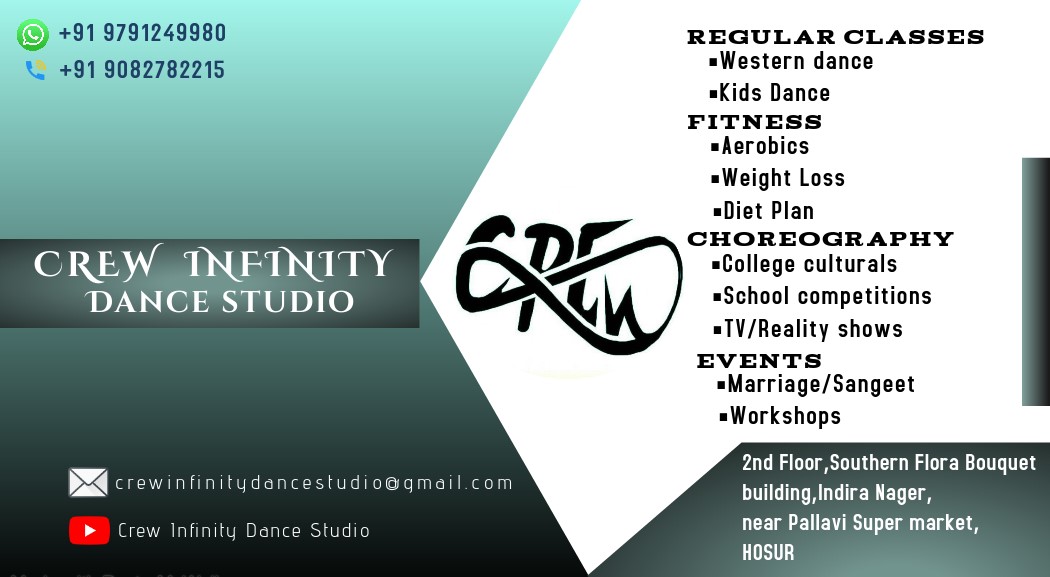 +91 9791249980
+91 9082782215
CREW INFINITY
DANCE STUDIO
crewinfinitydancestudio@gmail.com
Crew Infinity Dance Studio
CREW
REGULAR CLASSES
▪Western dance
▪Kids Dance
FITNESS
▪Aerobics
▪Weight Loss
▪Diet Plan
CHOREOGRAPHY
▪College culturals
▪School competitions
▪TV/Reality shows
EVENTS
▪Marriage/Sangeet
▪Workshops
2nd Floor,Southern Flora Bouquet
building,Indira Nager,
near Pallavi Super market,
HOSUR